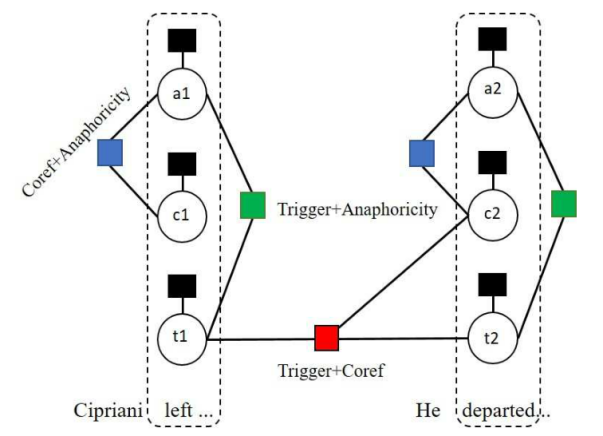 a1
a2
Coref+Anaphoricity
c1
Trigger+Anaphoricity
c2
t1
t2
Trigger+Coref
Cipriani left ... He departed...